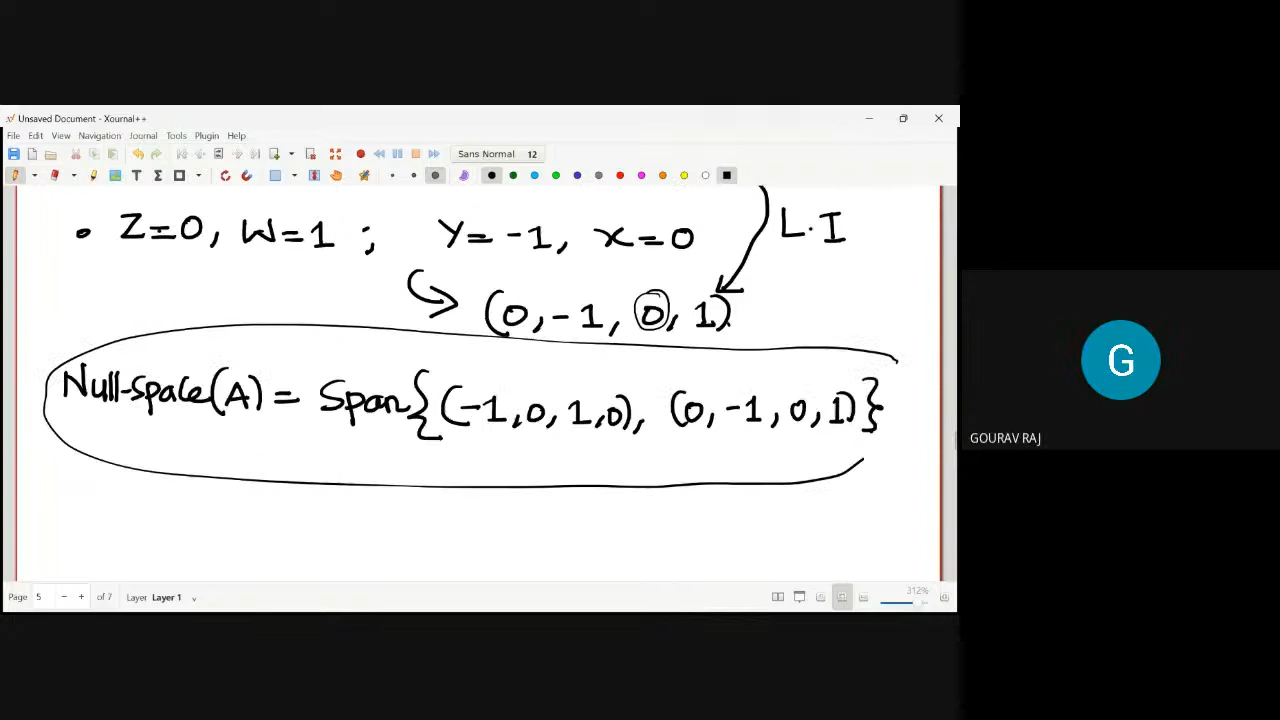 Unsaved Document - Xournal++
File Edit View Navigation Journal Tools Plugin Help
Sans Normal 12
• Z=0, W=1 ; Y= -1, x=0
L.I
(0, -1, 0, 1)
Null-space(A) = Span{(-1,0,1,0), (0,-1,0,1)}
Page 5 - + of 7 Layer Layer 1
312%
G
GOURAV RAJ